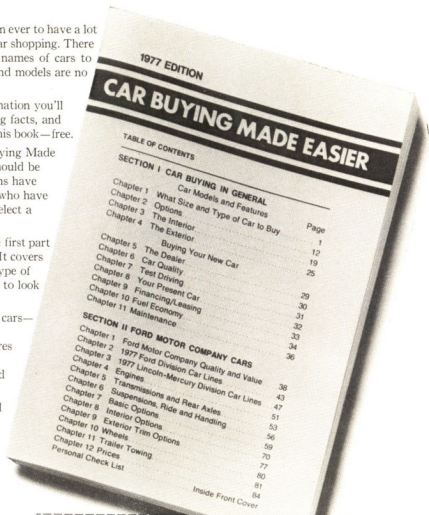 n ever to have a lot
ar shopping. There
names of cars to
nd models are no
nation you'll
g facts, and
his book—free.
ying Made
hould be
ns have
who have
elect a
e first part
It covers
ype of
to look
cars—
res
d
d
1977 EDITION
CAR BUYING MADE EASIER
TABLE OF CONTENTS
SECTION I CAR BUYING IN GENERAL
Car Models and Features Page
Chapter 1 What Size and Type of Car to Buy 1
Chapter 2 Options 12
Chapter 3 The Interior 19
Chapter 4 The Exterior 25
Buying Your New Car
Chapter 5 The Dealer 29
Chapter 6 Car Quality 30
Chapter 7 Test Driving 31
Chapter 8 Your Present Car 32
Chapter 9 Financing/Leasing 33
Chapter 10 Fuel Economy 34
Chapter 11 Maintenance 36
SECTION II FORD MOTOR COMPANY CARS
Chapter 1 Ford Motor Company Quality and Value 38
Chapter 2 1977 Ford Division Car Lines 43
Chapter 3 1977 Lincoln-Mercury Division Car Lines 47
Chapter 4 Engines 51
Chapter 5 Transmissions and Rear Axles 53
Chapter 6 Suspensions, Ride and Handling 56
Chapter 7 Basic Options 59
Chapter 8 Interior Options 70
Chapter 9 Exterior Trim Options 77
Chapter 10 Wheels 80
Chapter 11 Trailer Towing 81
Chapter 12 Prices 84
Personal Check List Inside Front Cover